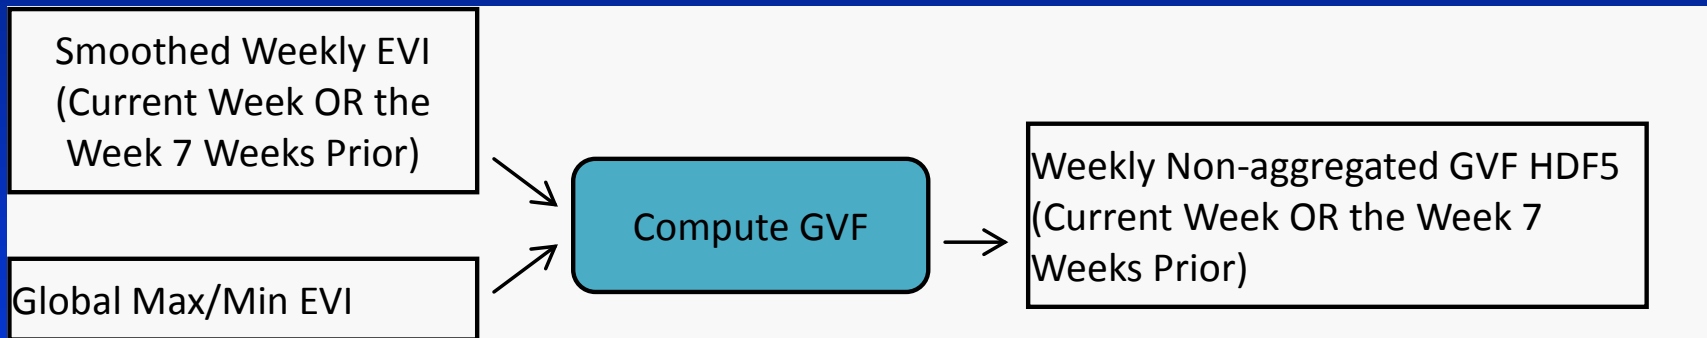 Smoothed Weekly EVI
(Current Week OR the
Week 7 Weeks Prior)
Global Max/Min EVI
Compute GVF
Weekly Non-aggregated GVF HDF5
(Current Week OR the Week 7
Weeks Prior)